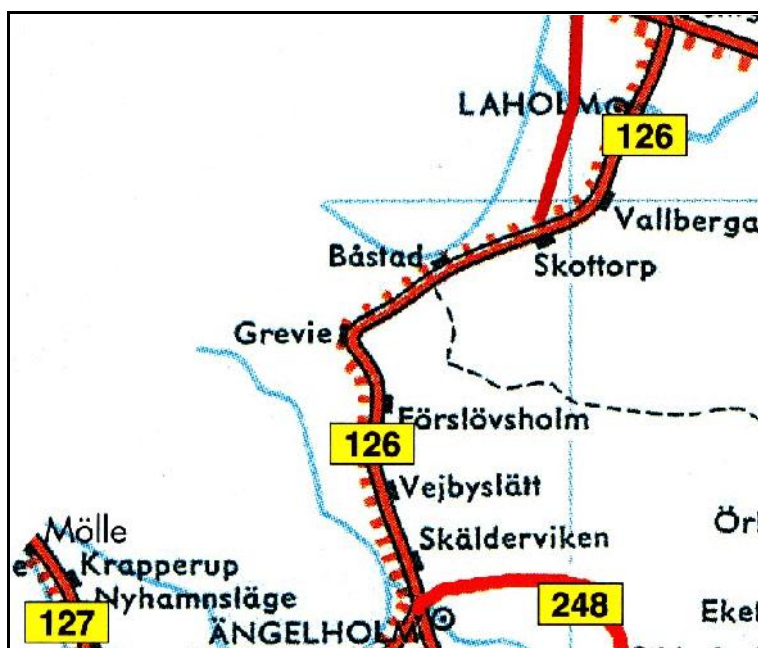 LAHOLM
126
Vallberga
Båstad
Skottorp
Grevie
Förslövsholm
126
Vejbyslätt
Mölle
Skälderviken
Krapperup
Nyhamnsläge
248
127
ÄNGELHOLM